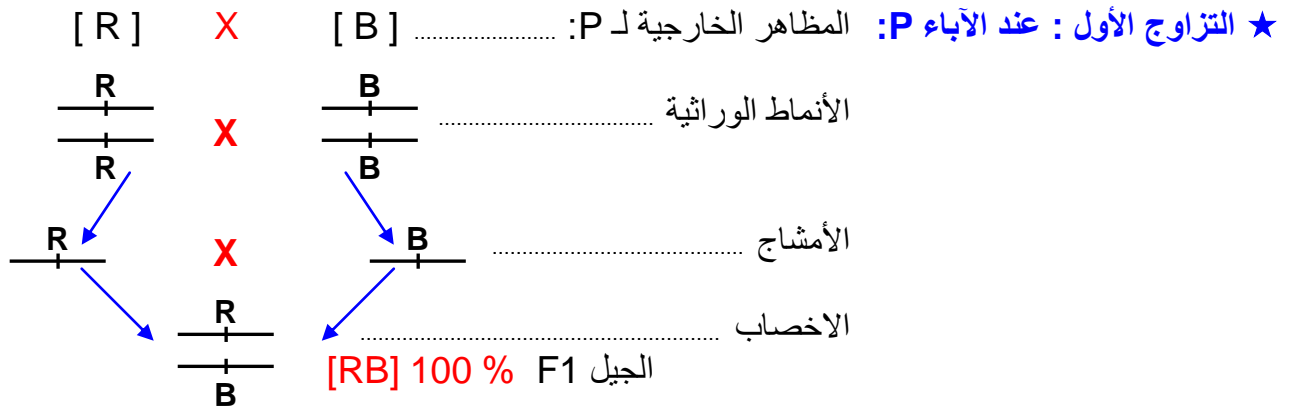 ★ التزاوج الأول : عند الآباء P: المظاهر الخارجية لـ P: .................... [ B ] X [ R ]
R B
الأنماط الوراثية ................................ X
R B
الأمشاج ...................................... B X R
الاخصاب ...................................................... R
الجيل F1 [RB] 100 %
B